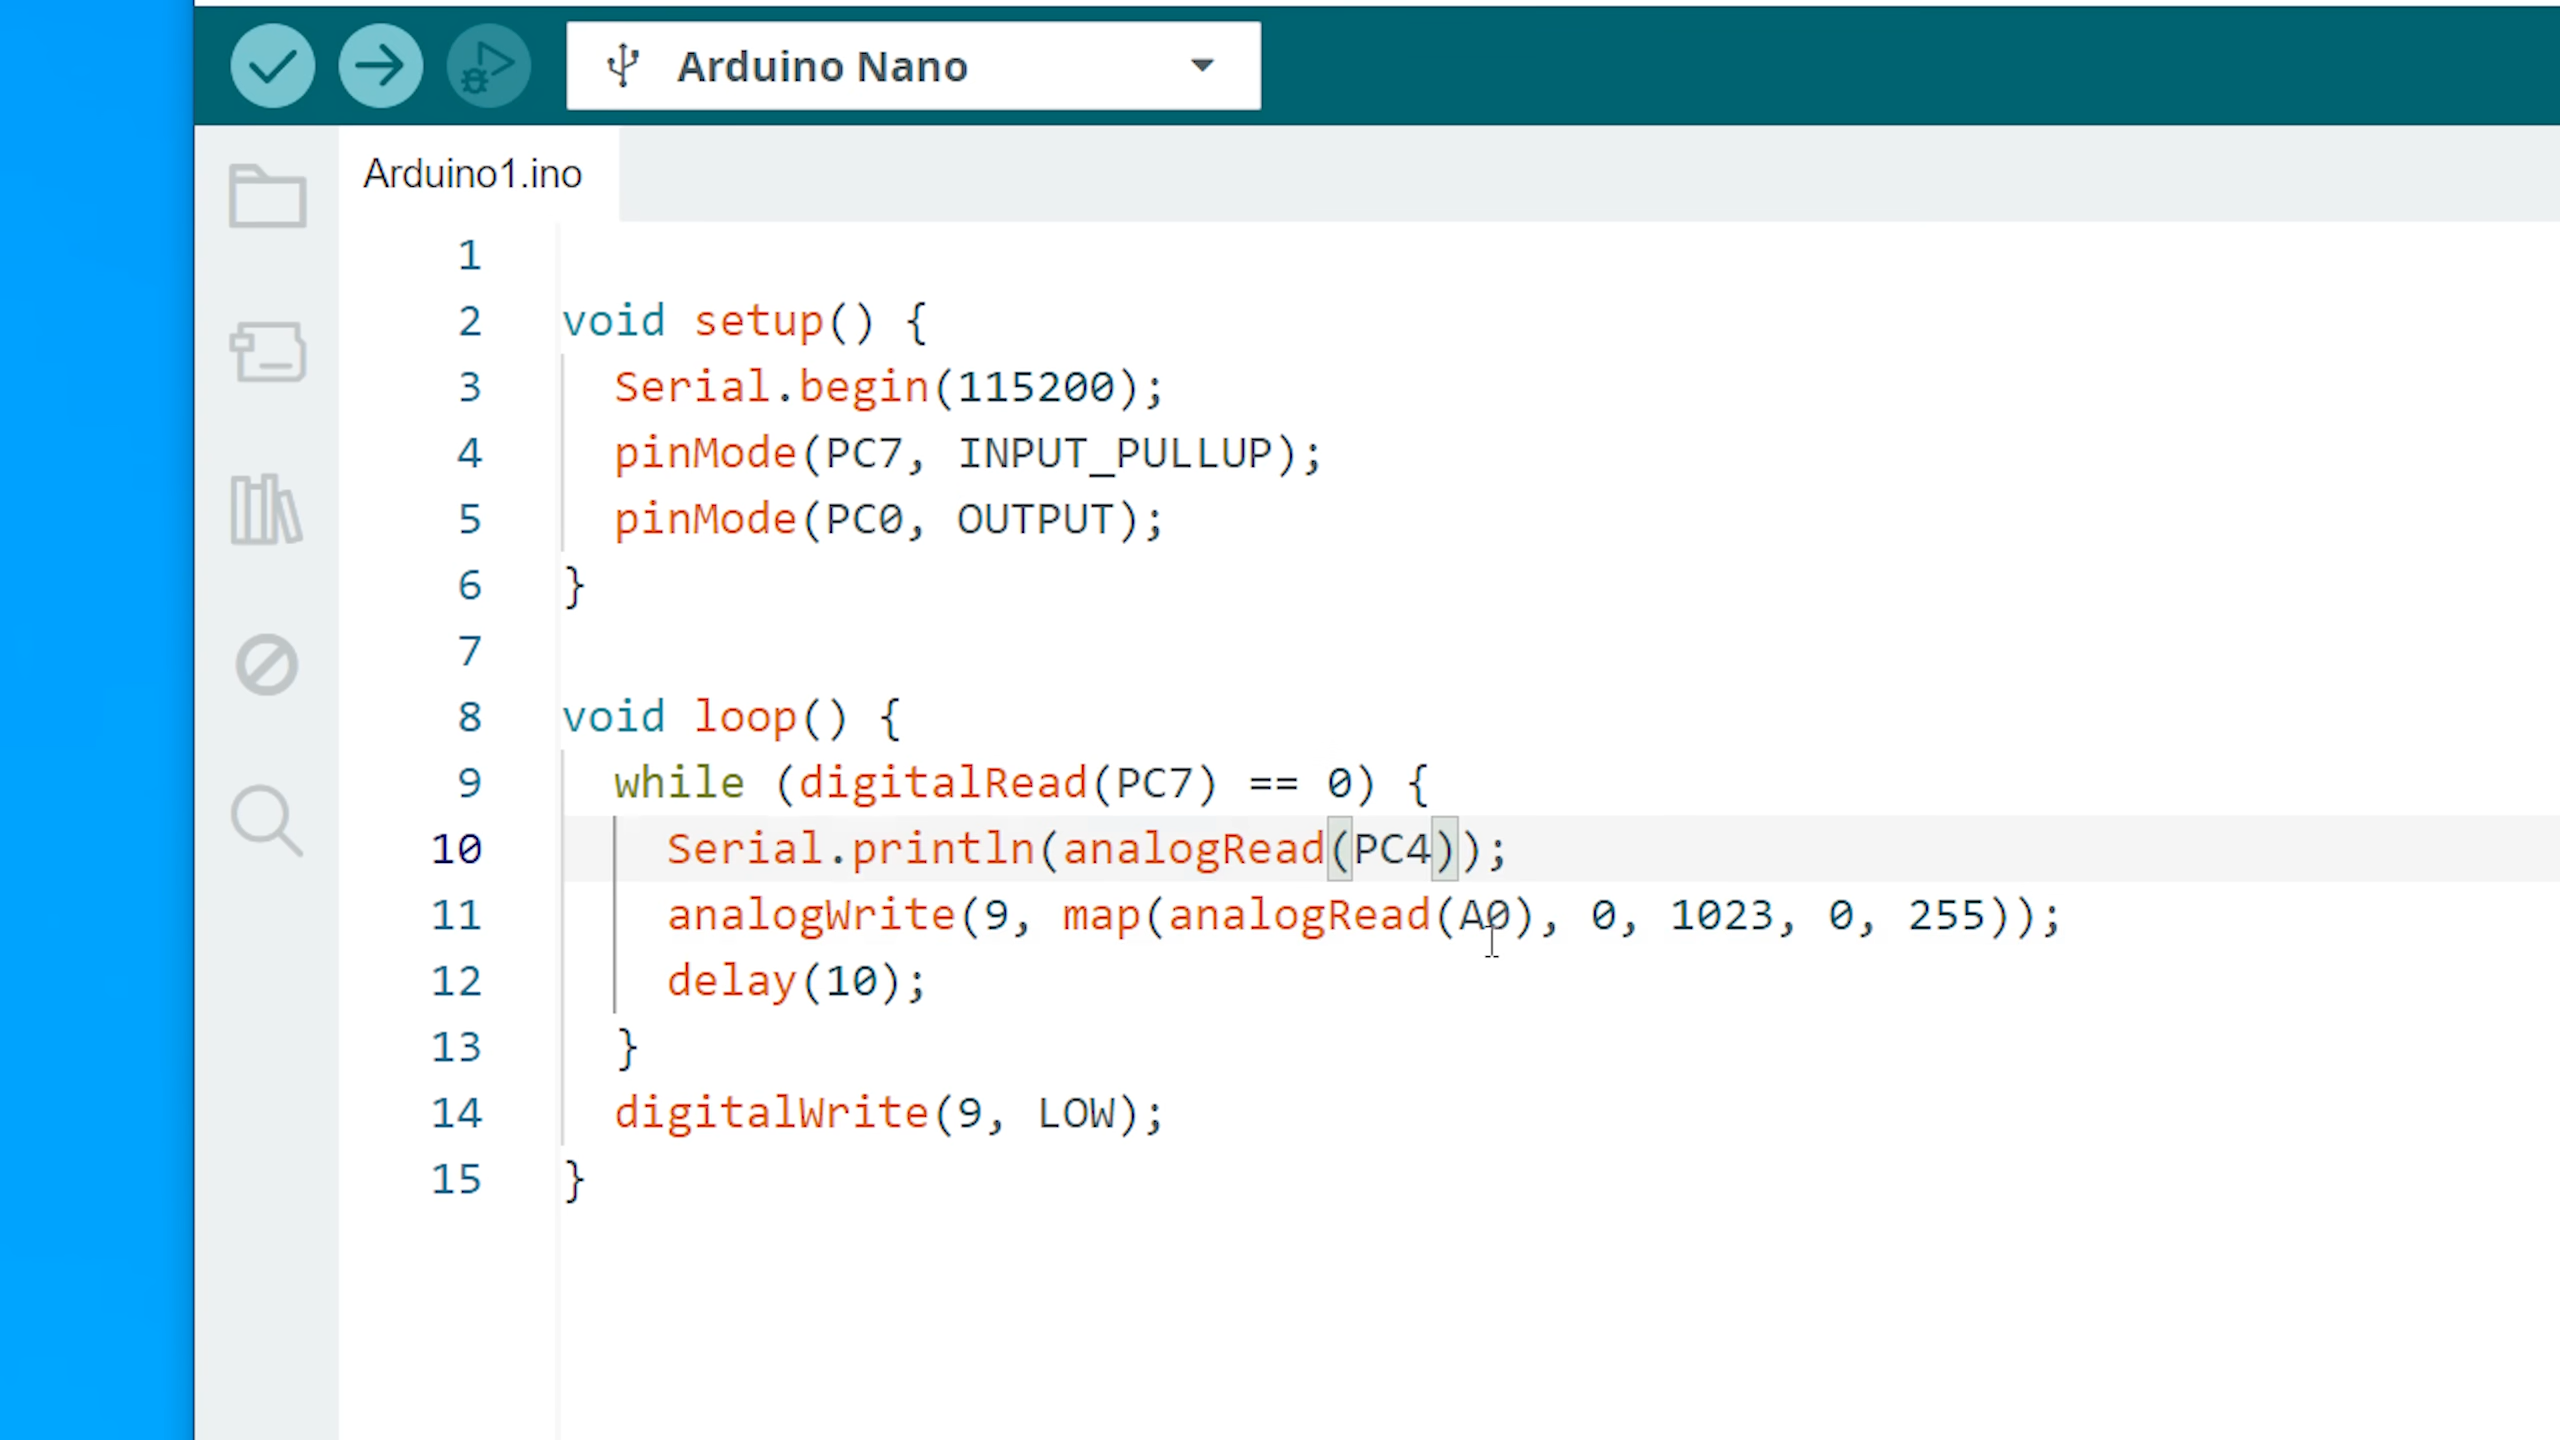 Arduino Nano
Arduino1.ino
1
2 void setup() {
3 Serial.begin(115200);
4 pinMode(PC7, INPUT_PULLUP);
5 pinMode(PC0, OUTPUT);
6 }
7
8 void loop() {
9 while (digitalRead(PC7) == 0) {
10 Serial.println(analogRead(PC4));
11 analogWrite(9, map(analogRead(A0), 0, 1023, 0, 255));
12 delay(10);
13 }
14 digitalWrite(9, LOW);
15 }